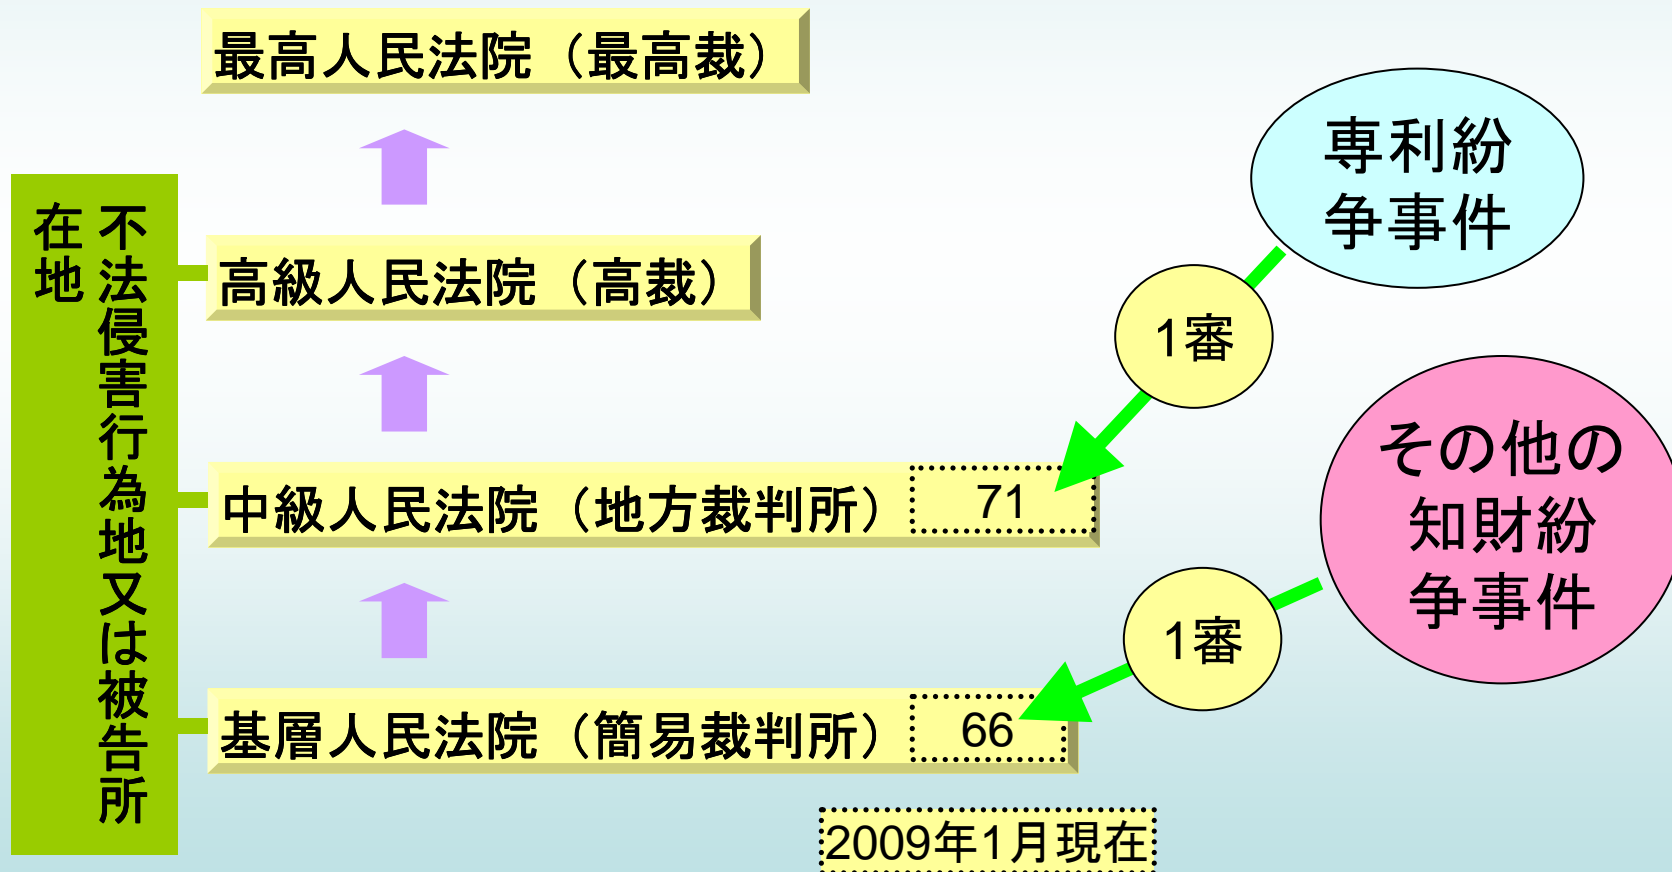 最高人民法院（最高裁）
専利紛
争事件
不法侵害行為地又は被告所
在地
高級人民法院（高裁）
1審
その他の
知財紛
争事件
中級人民法院（地方裁判所）
71
1審
基層人民法院（簡易裁判所）
66
2009年1月現在